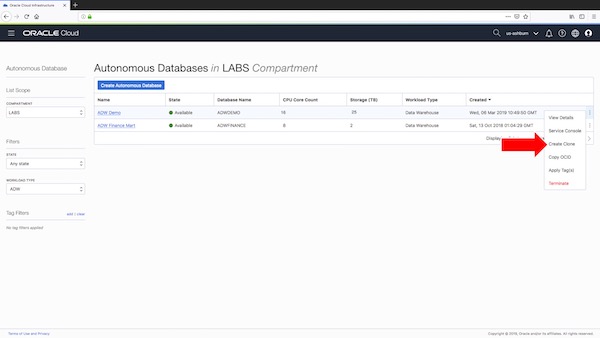 Oracle Cloud Infrastructure
ORACLE Cloud
us-ashburn
Autonomous Database
List Scope
COMPARTMENT
LABS
Filters
STATE
Any state
WORKLOAD TYPE
ADW
Tag Filters add | clear
No tag filters applied
Autonomous Databases in LABS Compartment
Create Autonomous Database
Name State Database Name CPU Core Count Storage (TB) Workload Type Created
ADW Demo Available ADWDEMO 16 25 Data Warehouse Wed, 06 Mar 2019 10:49:50 GMT
ADW Finance Mart Available ADWFINANCE 8 2 Data Warehouse Sat, 13 Oct 2018 01:04:29 GMT
View Details
Service Console
Create Clone
Copy OCID
Apply Tag(s)
Terminate
Terms of Use and Privacy
Copyright © 2019, Oracle and/or its affiliates. All rights reserved.